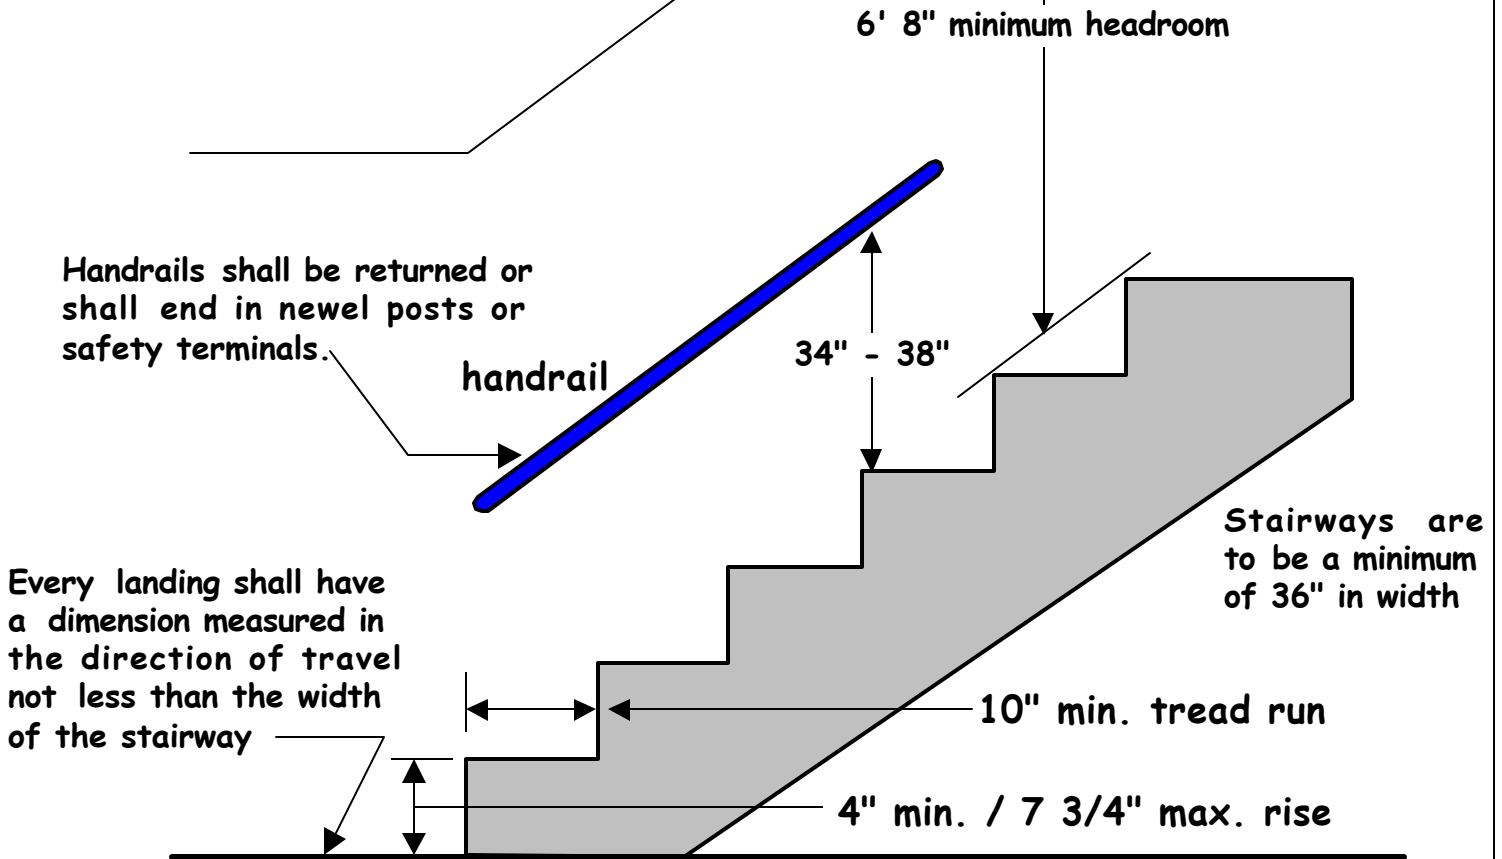 6' 8" minimum headroom
Handrails shall be returned or
shall end in newel posts or
safety terminals.
handrail
34" - 38"
Stairways are
to be a minimum
of 36" in width
Every landing shall have
a dimension measured in
the direction of travel
not less than the width
of the stairway
10" min. tread run
4" min. / 7 3/4" max. rise